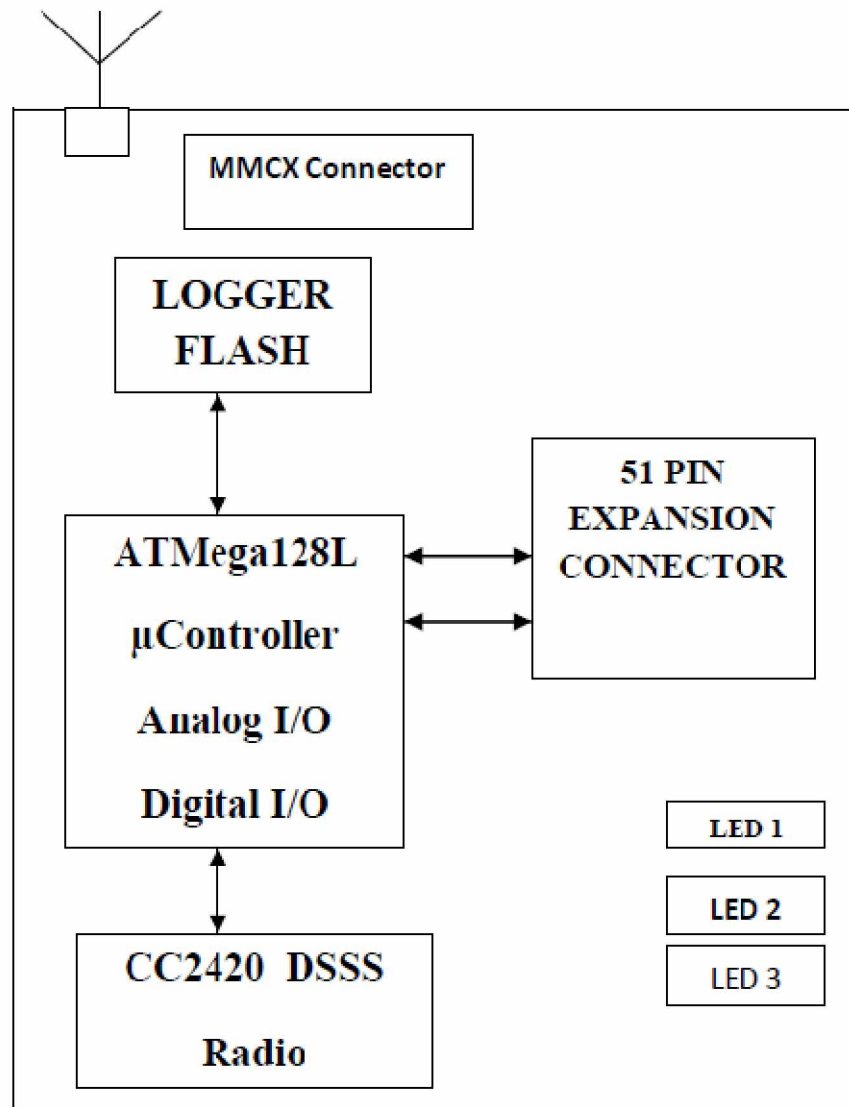 MMCX Connector
LOGGER
FLASH
ATMega128L
µController
Analog I/O
Digital I/O
51 PIN
EXPANSION
CONNECTOR
LED 1
LED 2
LED 3
CC2420 DSSS
Radio